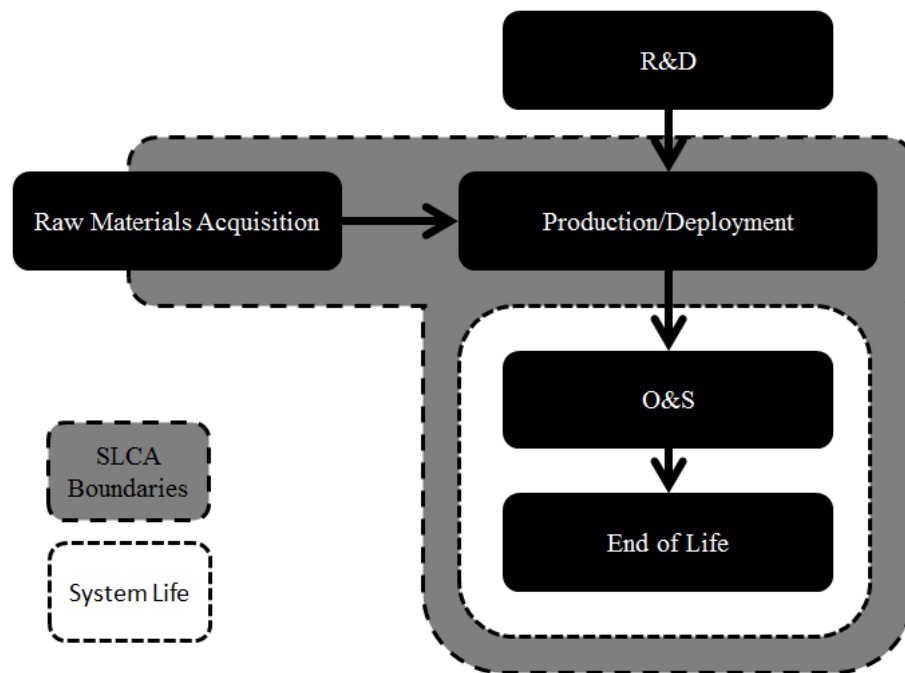 R&D
Raw Materials Acquisition
Production/Deployment
O&S
End of Life
SLCA
Boundaries
System Life